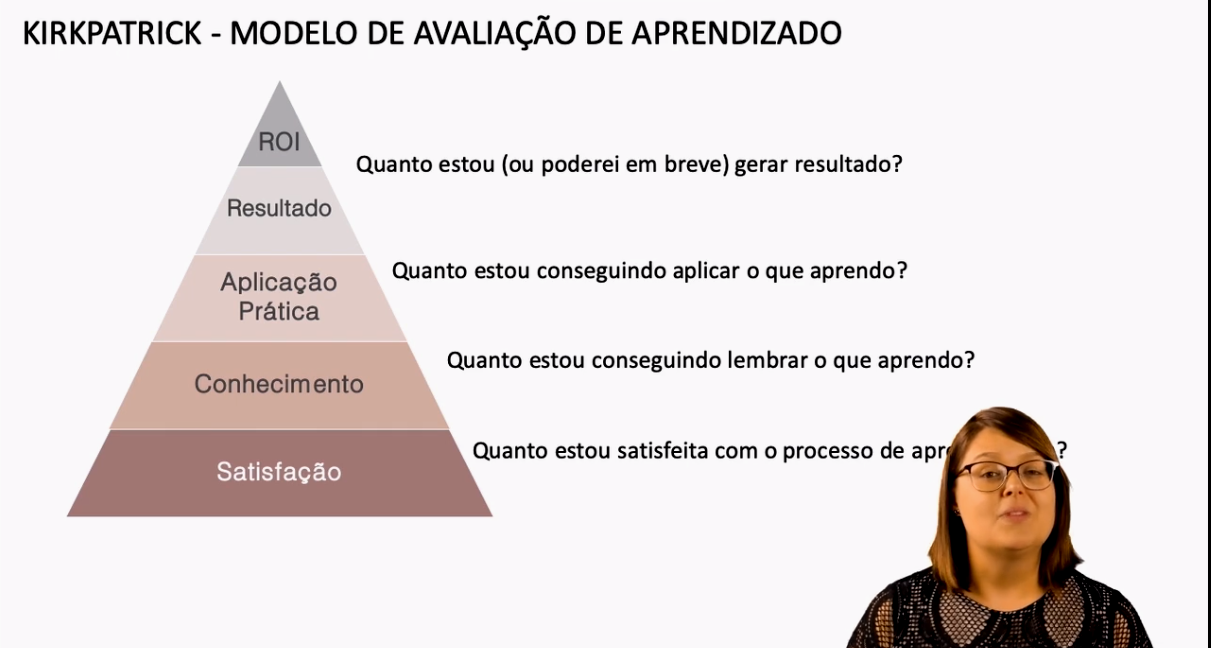 KIRKPATRICK - MODELO DE AVALIAÇÃO DE APRENDIZADO
ROI
Quanto estou (ou poderei em breve) gerar resultado?
Resultado
Quanto estou conseguindo aplicar o que aprendo?
Aplicação
Prática
Quanto estou conseguindo lembrar o que aprendo?
Conhecimento
Quanto estou satisfeita com o processo de ?
Satisfação